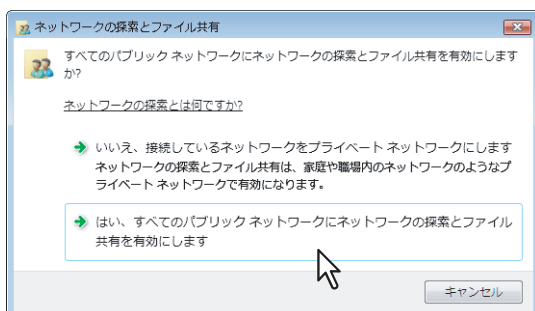 ネットワークの探索とファイル共有
すべてのパブリック ネットワークにネットワークの探索とファイル共有を有効にします
か?
ネットワークの探索とは何ですか?
いいえ、接続しているネットワークをプライベート ネットワークにします
ネットワークの探索とファイル共有は、家庭や職場内のネットワークのようなプ
ライベート ネットワークで有効になります。
はい、すべてのパブリック ネットワークにネットワークの探索とファイル
共有を有効にします
キャンセル